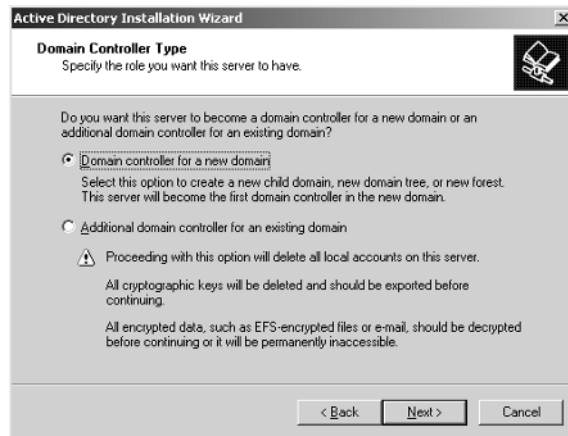 Active Directory Installation Wizard
Domain Controller Type
Specify the role you want this server to have.
Do you want this server to become a domain controller for a new domain or an
additional domain controller for an existing domain?
Domain controller for a new domain
Select this option to create a new child domain, new domain tree, or new forest.
This server will become the first domain controller in the new domain.
Additional domain controller for an existing domain
Proceeding with this option will delete all local accounts on this server.
All cryptographic keys will be deleted and should be exported before
continuing.
All encrypted data, such as EFS-encrypted files or e-mail, should be decrypted
before continuing or it will be permanently inaccessible.
< Back Next > Cancel